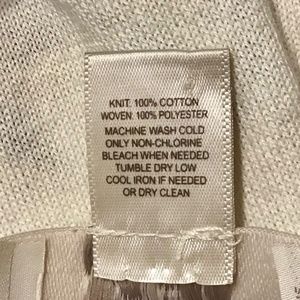 KNIT: 100% COTTON
WOVEN: 100% POLYESTER
MACHINE WASH COLD
ONLY NON-CHLORINE
BLEACH WHEN NEEDED
TUMBLE DRY LOW
COOL IRON IF NEEDED
OR DRY CLEAN